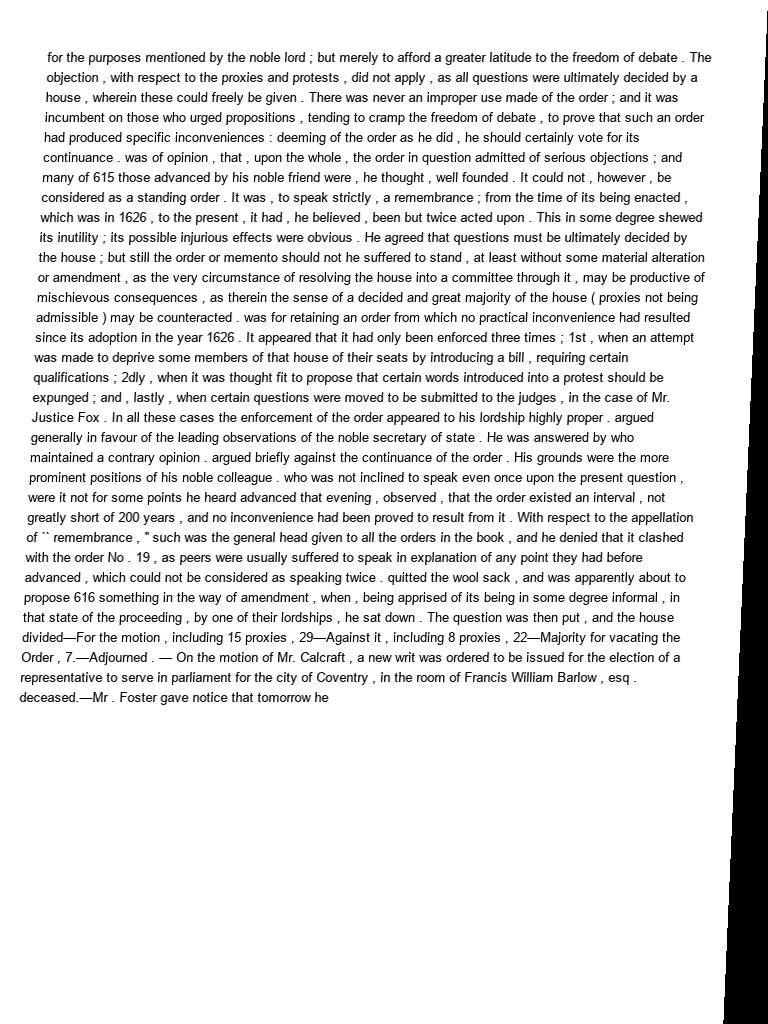 for the purposes mentioned by the noble lord ; but merely to afford a greater latitude to the freedom of debate . The
objection , with respect to the proxies and protests , did not apply , as all questions were ultimately decided by a
house , wherein these could freely be given . There was never an improper use made of the order ; and it was
incumbent on those who urged propositions , tending to cramp the freedom of debate , to prove that such an order
had produced specific inconveniences : deeming of the order as he did , he should certainly vote for its
continuance . was of opinion , that , upon the whole , the order in question admitted of serious objections ; and
many of 615 those advanced by his noble friend were , he thought , well founded . It could not , however , be
considered as a standing order . It was , to speak strictly , a remembrance ; from the time of its being enacted ,
which was in 1626 , to the present , it had , he believed , been but twice acted upon . This in some degree shewed
its inutility ; its possible injurious effects were obvious . He agreed that questions must be ultimately decided by
the house ; but still the order or memento should not he suffered to stand , at least without some material alteration
or amendment , as the very circumstance of resolving the house into a committee through it , may be productive of
mischievous consequences , as therein the sense of a decided and great majority of the house ( proxies not being
admissible ) may be counteracted . was for retaining an order from which no practical inconvenience had resulted
since its adoption in the year 1626 . It appeared that it had only been enforced three times ; 1st , when an attempt
was made to deprive some members of that house of their seats by introducing a bill , requiring certain
qualifications ; 2dly , when it was thought fit to propose that certain words introduced into a protest should be
expunged ; and , lastly , when certain questions were moved to be submitted to the judges , in the case of Mr.
Justice Fox . In all these cases the enforcement of the order appeared to his lordship highly proper . argued
generally in favour of the leading observations of the noble secretary of state . He was answered by who
maintained a contrary opinion . argued briefly against the continuance of the order . His grounds were the more
prominent positions of his noble colleague . who was not inclined to speak even once upon the present question ,
were it not for some points he heard advanced that evening , observed , that the order existed an interval , not
greatly short of 200 years , and no inconvenience had been proved to result from it . With respect to the appellation
of `` remembrance , " such was the general head given to all the orders in the book , and he denied that it clashed
with the order No . 19 , as peers were usually suffered to speak in explanation of any point they had before
advanced , which could not be considered as speaking twice . quitted the wool sack , and was apparently about to
propose 616 something in the way of amendment , when , being apprised of its being in some degree informal , in
that state of the proceeding , by one of their lordships , he sat down . The question was then put , and the house
divided—For the motion , including 15 proxies , 29—Against it , including 8 proxies , 22—Majority for vacating the
Order , 7.—Adjourned . — On the motion of Mr. Calcraft , a new writ was ordered to be issued for the election of a
representative to serve in parliament for the city of Coventry , in the room of Francis William Barlow , esq .
deceased.—Mr . Foster gave notice that tomorrow he